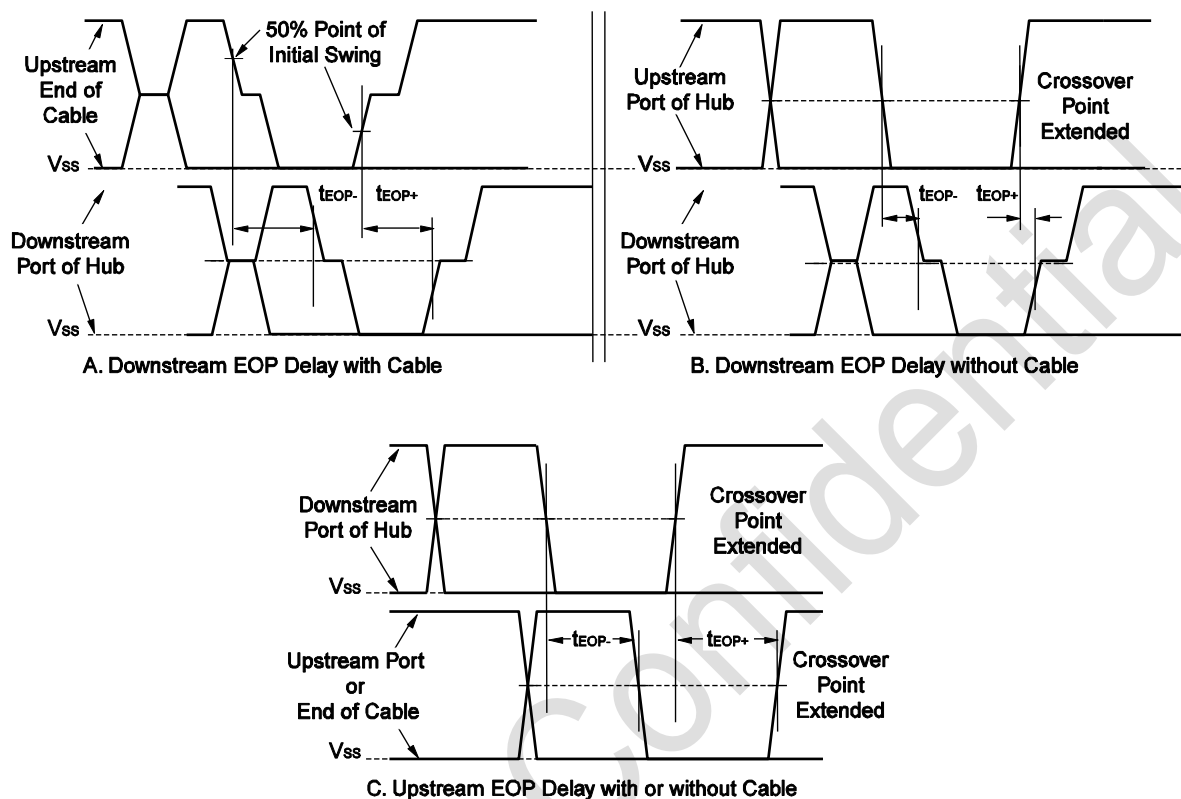 50% Point of
Initial Swing
Upstream
End of
Cable
VSS
tEOP-
tEOP+
Downstream
Port of Hub
VSS
A. Downstream EOP Delay with Cable
Upstream
Port of Hub
Crossover
Point
Extended
VSS
tEOP-
tEOP+
Downstream
Port of Hub
VSS
B. Downstream EOP Delay without Cable
Downstream
Port of Hub
Crossover
Point
Extended
VSS
tEOP-
tEOP+
Upstream Port
or
End of Cable
Crossover
Point
Extended
VSS
C. Upstream EOP Delay with or without Cable
Confidential